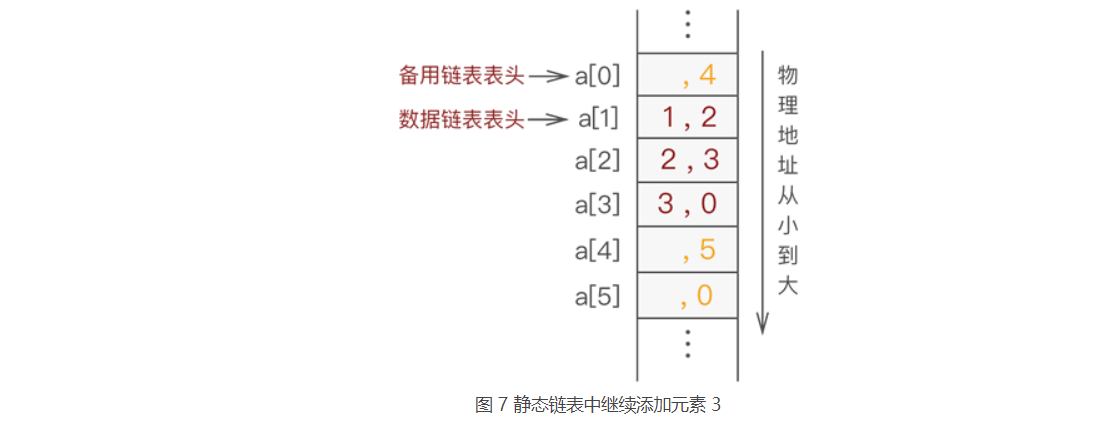 备用链表表头 a[0] , 4
数据链表表头 a[1] 1 , 2
a[2] 2 , 3
a[3] 3 , 0
a[4] , 5
a[5] , 0
物理地址从小到大
图 7 静态链表中继续添加元素 3